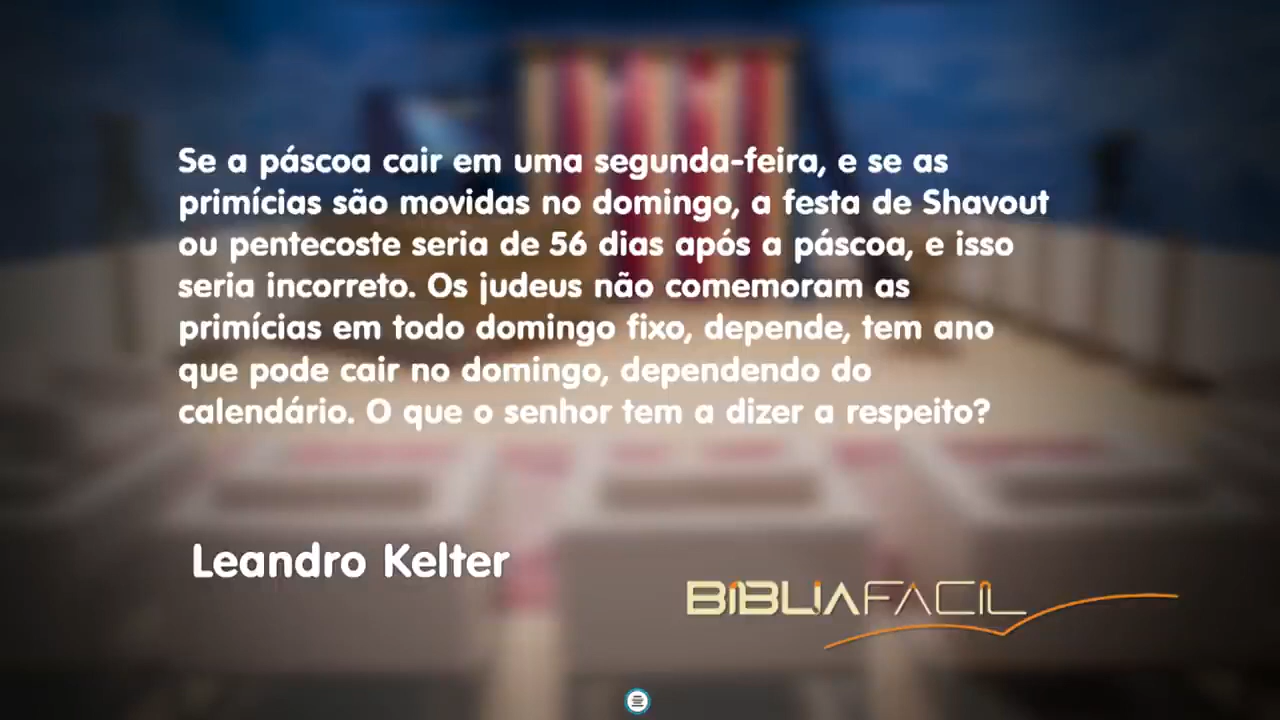 Se a páscoa cair em uma segunda-feira, e se as
primícias são movidas no domingo, a festa de Shavout
ou pentecoste seria de 56 dias após a páscoa, e isso
seria incorreto. Os judeus não comemoram as
primícias em todo domingo fixo, depende, tem ano
que pode cair no domingo, dependendo do
calendário. O que o senhor tem a dizer a respeito?
Leandro Kelter
BÍBLIAFACIL